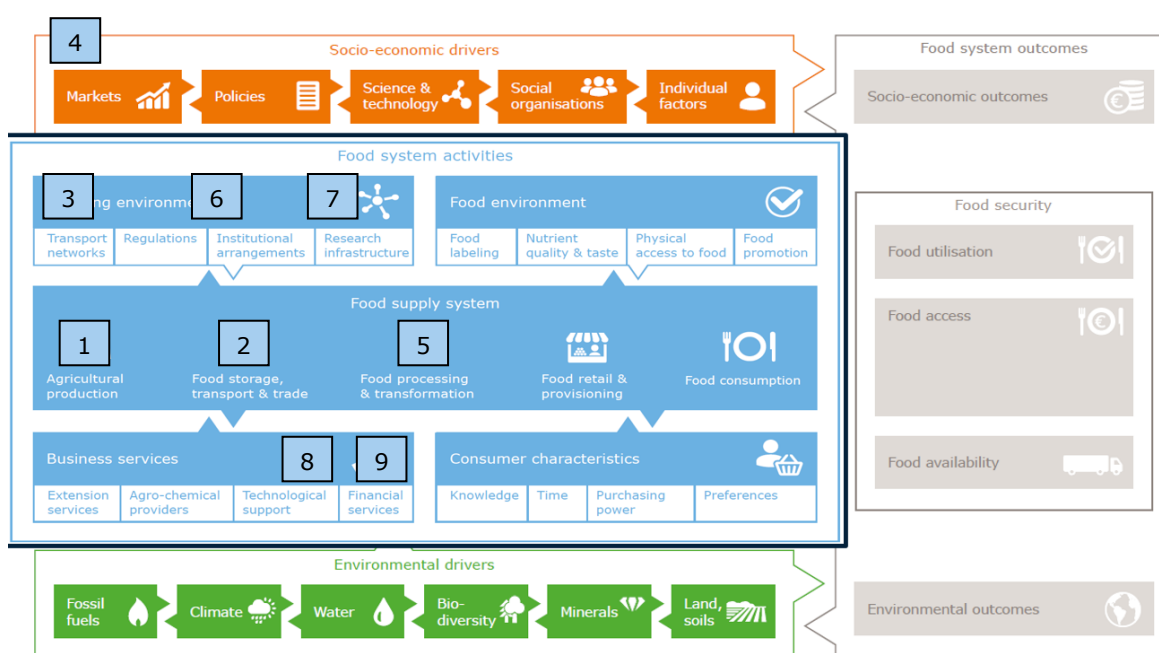 4
Socio-economic drivers
Food system outcomes
Markets
Policies
Science &
technology
Social
organisations
Individual
factors
Socio-economic outcomes
€
Food system activities
3
6
7
Food environment
Transport
networks
Regulations
Institutional
arrangements
Research
infrastructure
Food
labeling
Nutrient
quality & taste
Physical
access to food
Food
promotion
Food security
Food utilisation
Food supply system
Food access
€
1
2
5
Agricultural
production
Food storage,
transport & trade
Food processing
& transformation
Food retail &
provisioning
Food consumption
Business services
8
9
Consumer characteristics
Food availability
Extension
services
Agro-chemical
providers
Technological
support
Financial
services
Knowledge
Time
Purchasing
power
Preferences
Environmental drivers
Fossil
fuels
Climate
Water
Bio-
diversity
Minerals
Land,
soils
Environmental outcomes